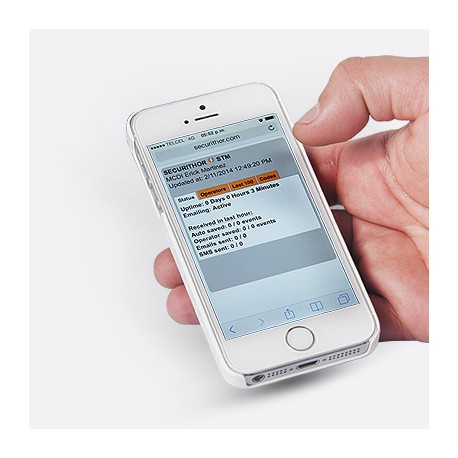 TELCEL 4G 05:52 p.m.
securithor.com
SECURITHOR STM
MCDI Erick Martinez
Updated at: 2/11/2014 12:49:20 PM
Status Operators Last 100 Codes
Uptime: 0 Days 0 Hours 3 Minutes
Emailing: Active
Received in last hour:
Auto saved: 0 / 0 events
Operator saved: 0 / 0 events
Emails sent: 0 / 0
SMS sent: 0 / 0